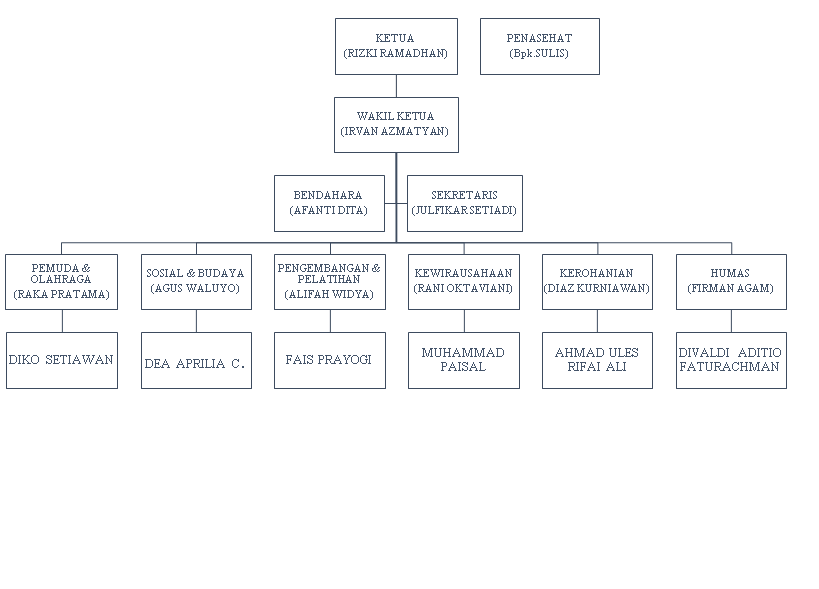 KETUA
(RIZKI RAMADHAN)
PENASEHAT
(Bpk.SULIS)
WAKIL KETUA
(IRVAN AZMATYAN)
BENDAHARA
(AFANTI DITA)
SEKRETARIS
(JULFIKAR SETIADI)
PEMUDA &
OLAHRAGA
(RAKA PRATAMA)
SOSIAL & BUDAYA
(AGUS WALUYO)
PENGEMBANGAN &
PELATIHAN
(ALIFAH WIDYA)
KEWIRAUSAHAAN
(RANI OKTAVIANI)
KEROHANIAN
(DIAZ KURNIAWAN)
HUMAS
(FIRMAN AGAM)
DIKO SETIAWAN
DEA APRILIA C.
FAIS PRAYOGI
MUHAMMAD
PAISAL
AHMAD ULES
RIFAI ALI
DIVALDI ADITIO
FATURACHMAN